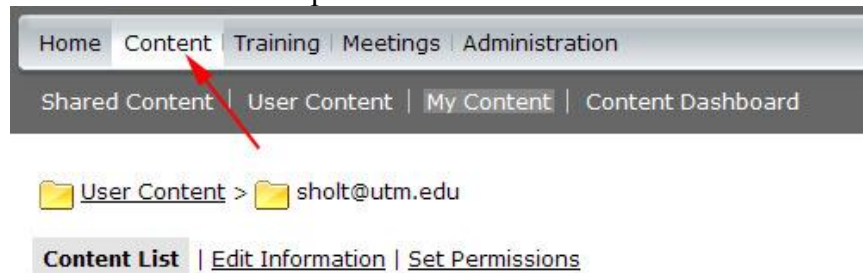 Home Content | Training | Meetings | Administration
Shared Content | User Content | My Content | Content Dashboard
User Content > sholt@utm.edu
Content List | Edit Information | Set Permissions